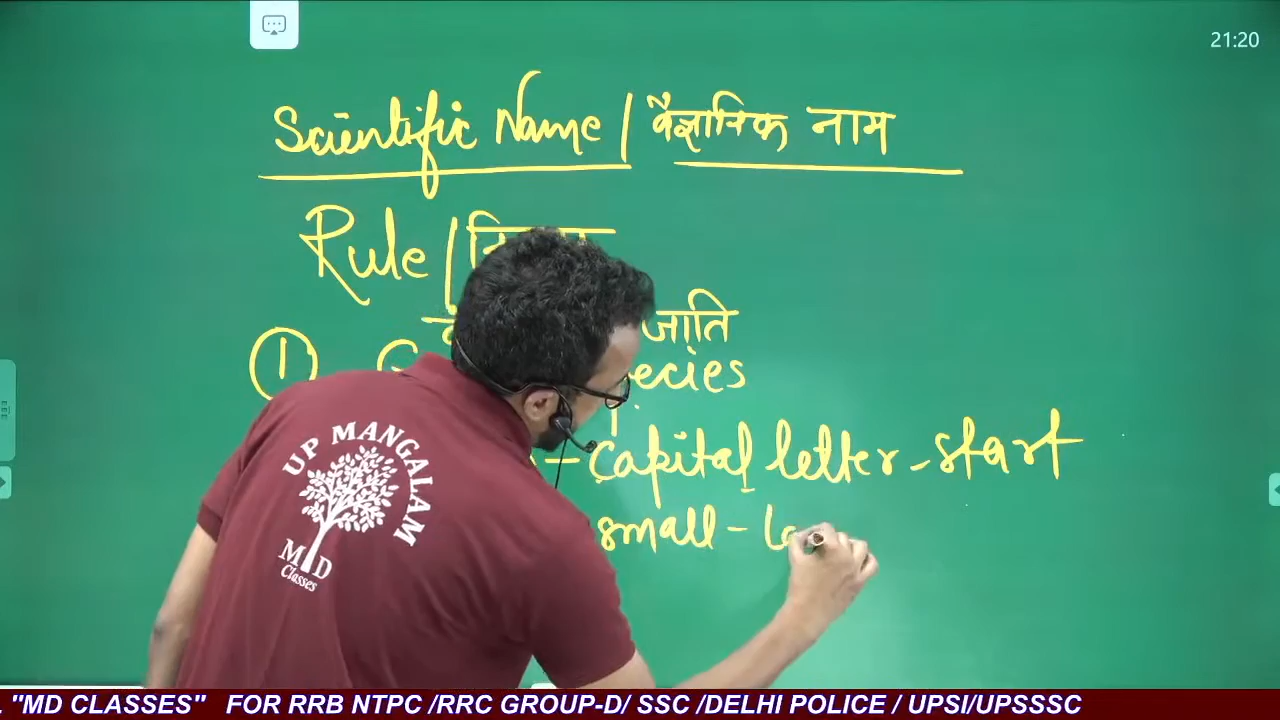 21:20
Scientific Name / वैज्ञानिक नाम
Rule /
जाति
①
ecies
- Capital letter - start
small -
UP MANGALAM
MD
Classes
"MD CLASSES" FOR RRB NTPC /RRC GROUP-D/ SSC /DELHI POLICE / UPSI/UPSSSC